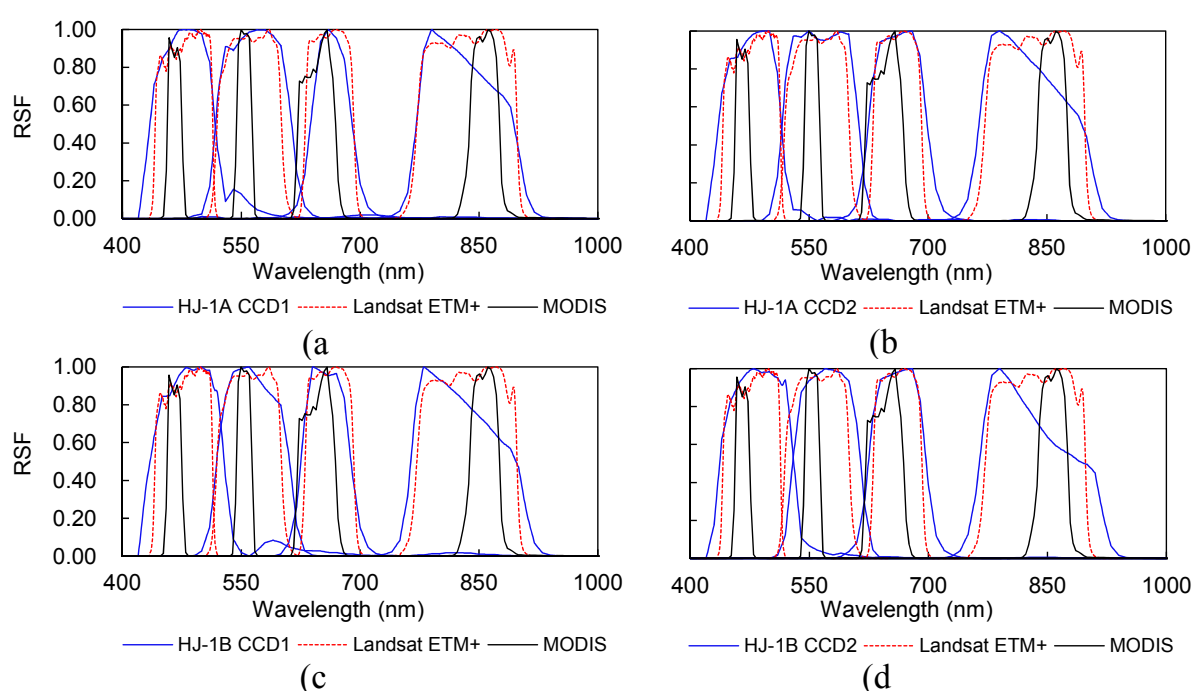 1.00
0.80
0.60
0.40
0.20
0.00
RSF
400 550 700 850 1000
Wavelength (nm)
HJ-1A CCD1 Landsat ETM+ MODIS
(a
400 550 700 850 1000
Wavelength (nm)
HJ-1A CCD2 Landsat ETM+ MODIS
(b
1.00
0.80
0.60
0.40
0.20
0.00
RSF
400 550 700 850 1000
Wavelength (nm)
HJ-1B CCD1 Landsat ETM+ MODIS
(c
400 550 700 850 1000
Wavelength (nm)
HJ-1B CCD2 Landsat ETM+ MODIS
(d